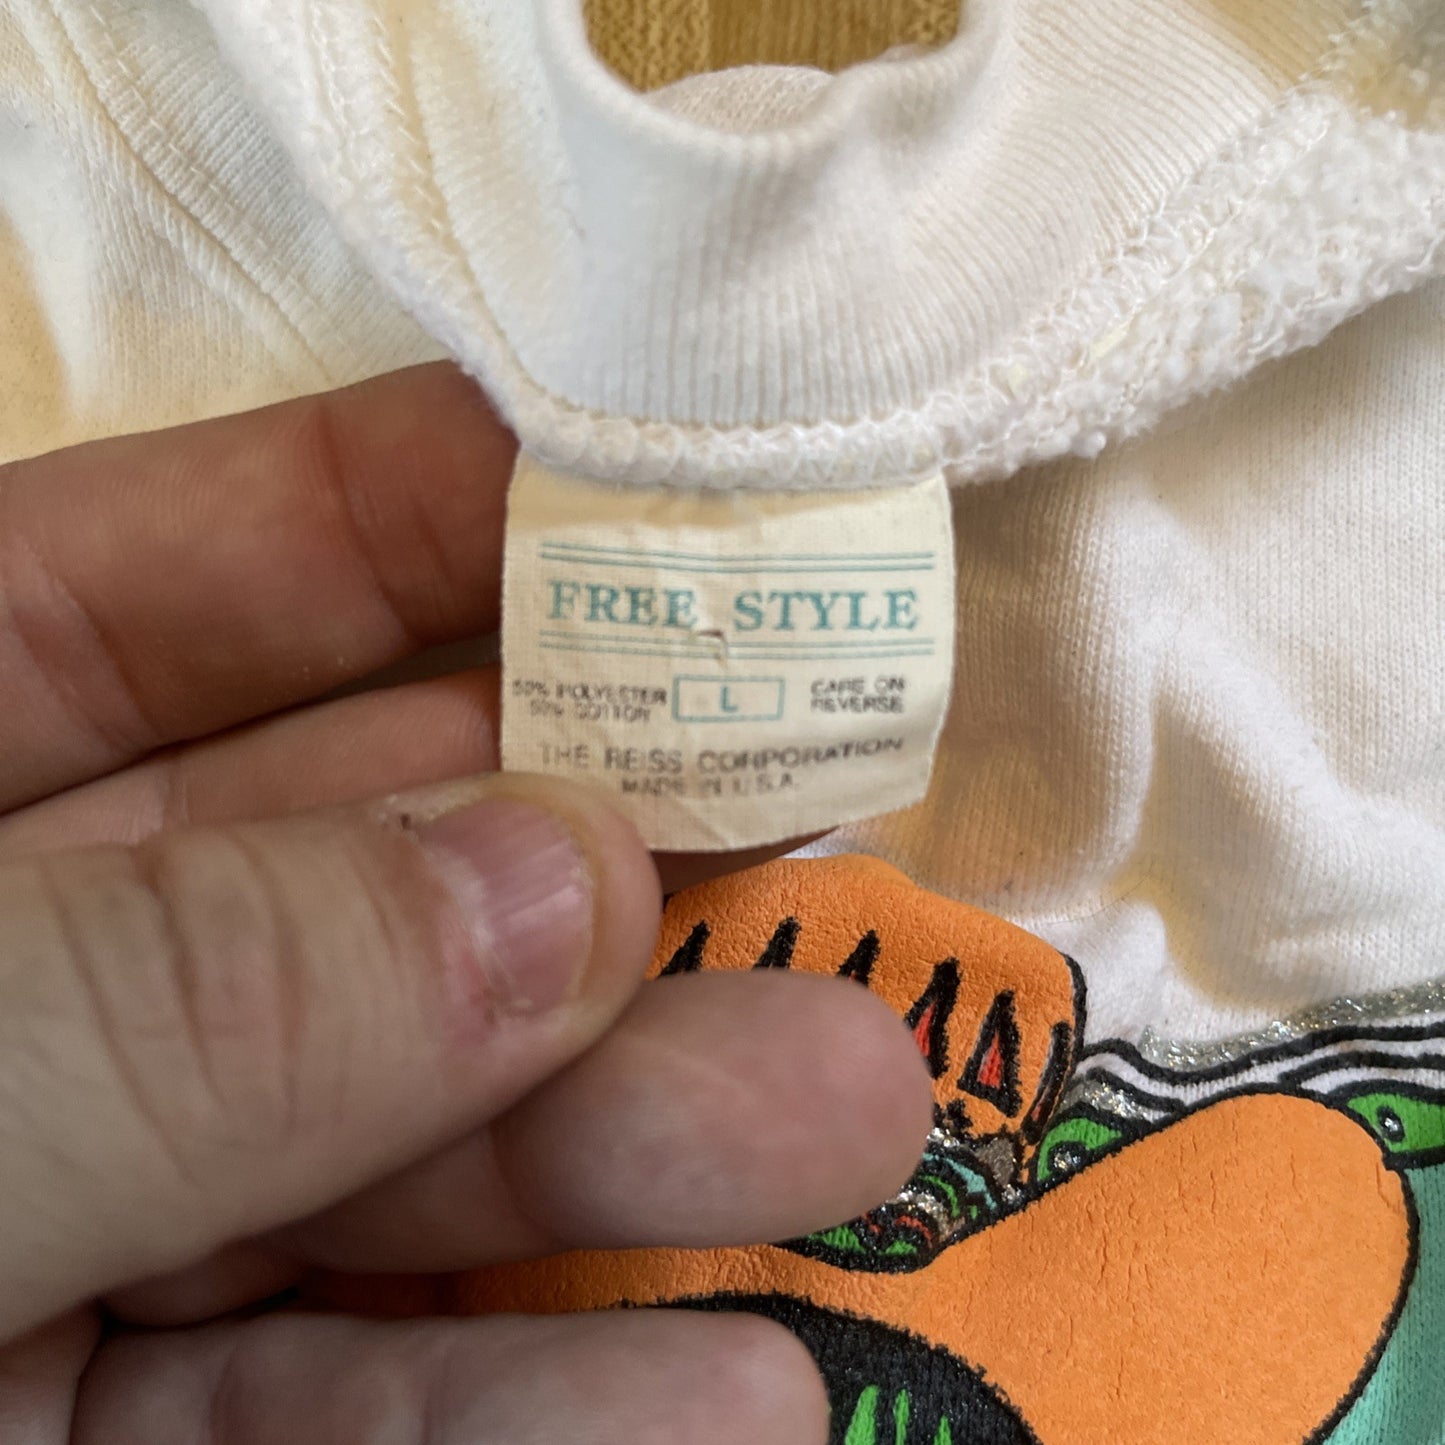 FREE STYLE
50% POLYESTER
50% COTTON
L
CARE ON
REVERSE
THE REISS CORPORATION
MADE IN U.S.A.